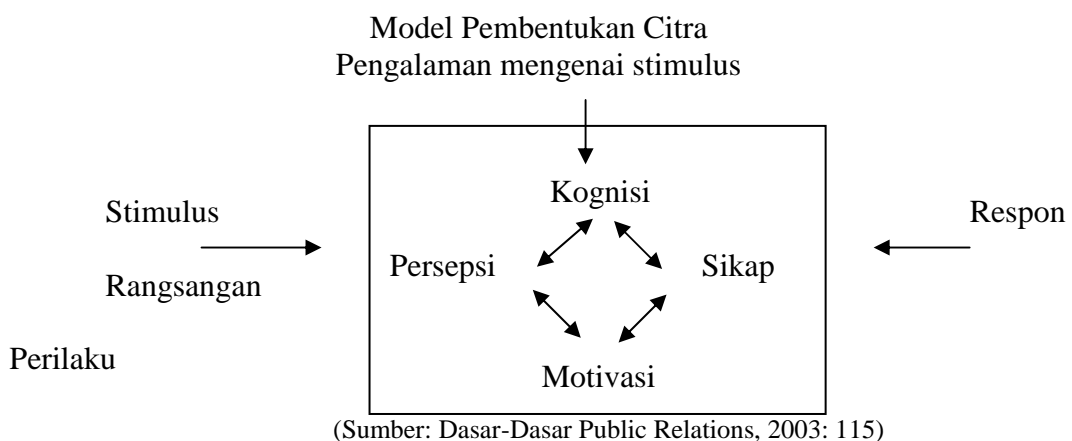 Model Pembentukan Citra
Pengalaman mengenai stimulus
Kognisi
Stimulus
Respon
Persepsi
Sikap
Rangsangan
Perilaku
Motivasi
(Sumber: Dasar-Dasar Public Relations, 2003: 115)